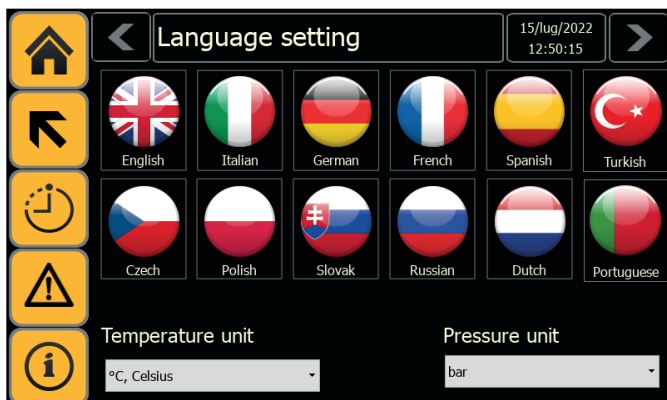 Language setting
15/lug/2022
12:50:15
English
Italian
German
French
Spanish
Turkish
Czech
Polish
Slovak
Russian
Dutch
Portuguese
Temperature unit
Pressure unit
°C, Celsius
bar